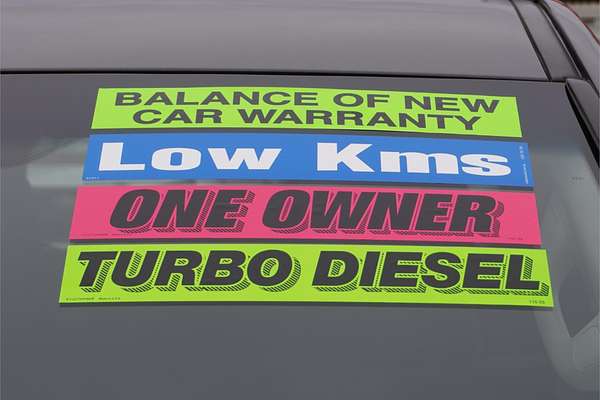 BALANCE OF NEW
CAR WARRANTY
Low Kms
ONE OWNER
TURBO DIESEL